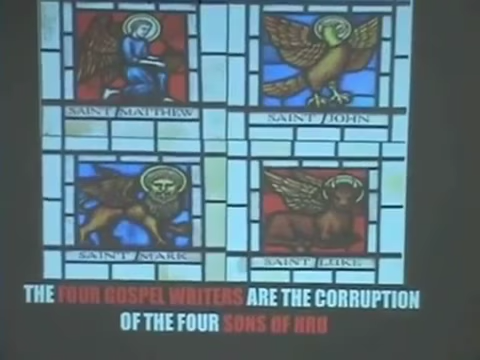 SAINT MATTHEW
SAINT JOHN
SAINT MARK
SAINT LUKE
THE FOUR GOSPEL WRITERS ARE THE CORRUPTION
OF THE FOUR SONS OF HRU